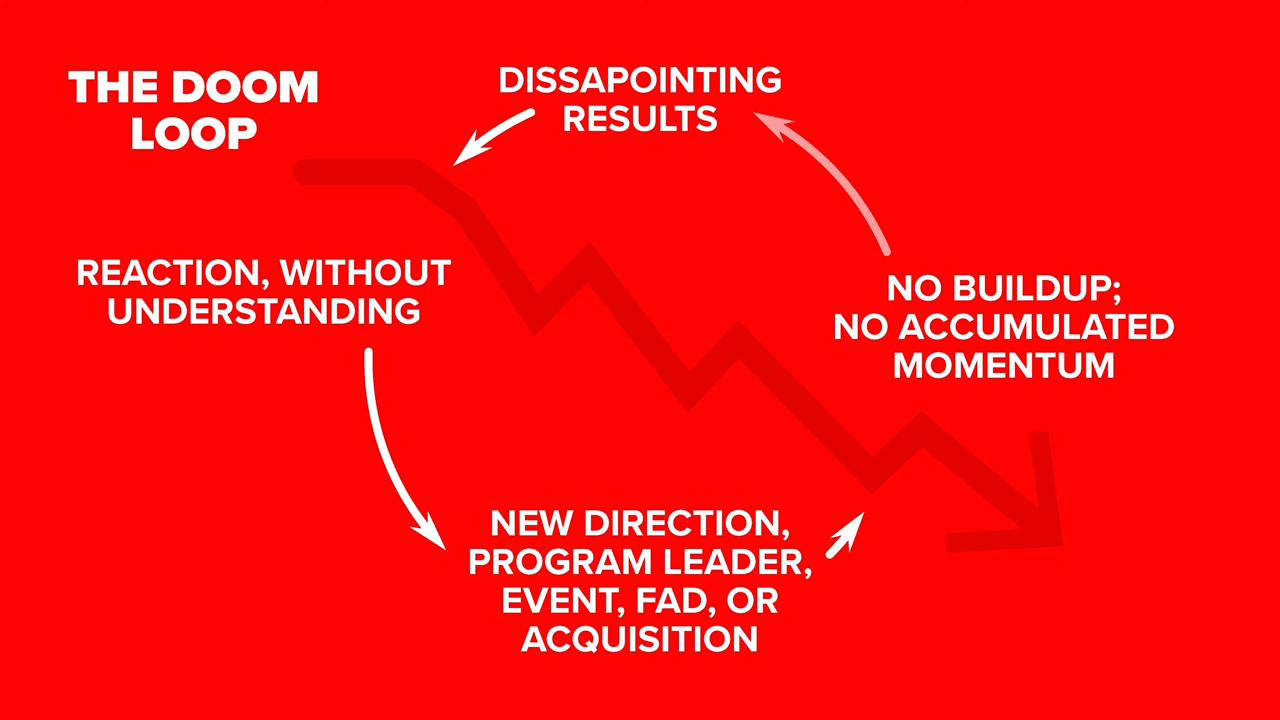 THE DOOM
LOOP
DISSAPOINTING
RESULTS
REACTION, WITHOUT
UNDERSTANDING
NO BUILDUP;
NO ACCUMULATED
MOMENTUM
NEW DIRECTION,
PROGRAM LEADER,
EVENT, FAD, OR
ACQUISITION